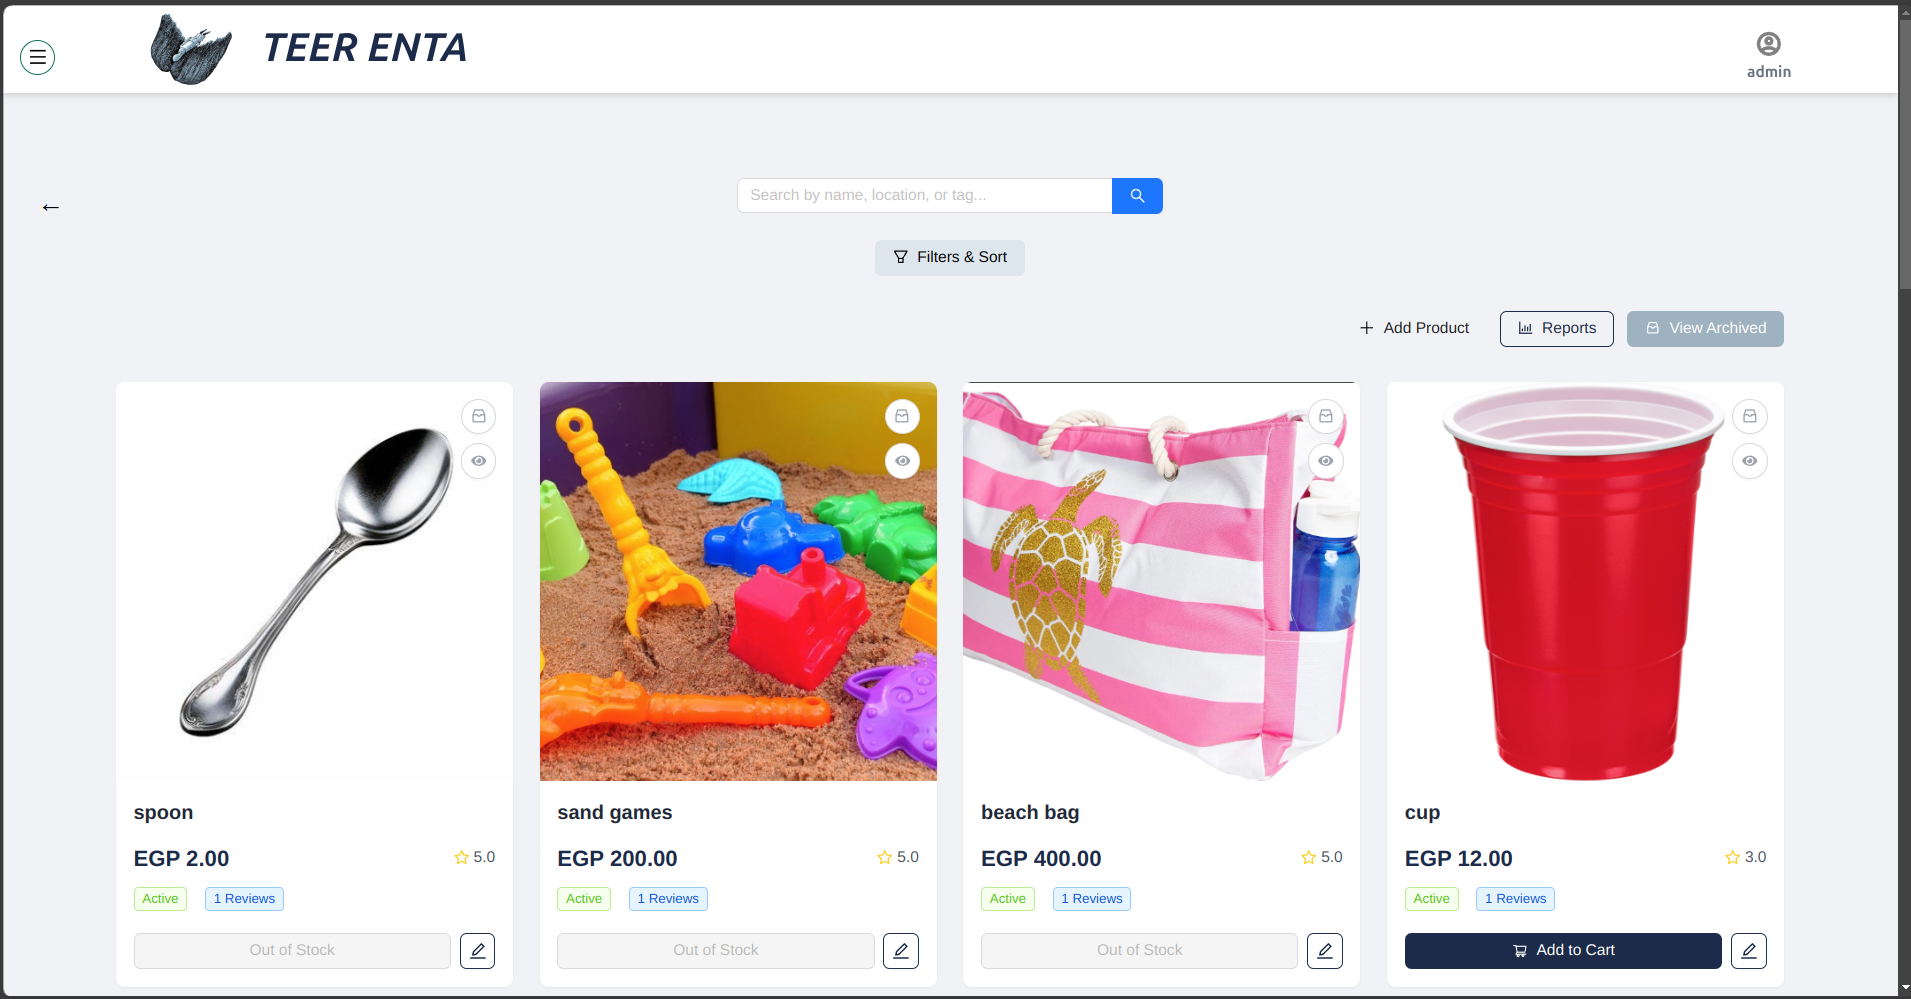 TEER ENTA
admin
Search by name, location, or tag...
Filters & Sort
Add Product
Reports
View Archived
spoon
EGP 2.00
5.0
Active
1 Reviews
Out of Stock
sand games
EGP 200.00
5.0
Active
1 Reviews
Out of Stock
beach bag
EGP 400.00
5.0
Active
1 Reviews
Out of Stock
cup
EGP 12.00
3.0
Active
1 Reviews
Add to Cart